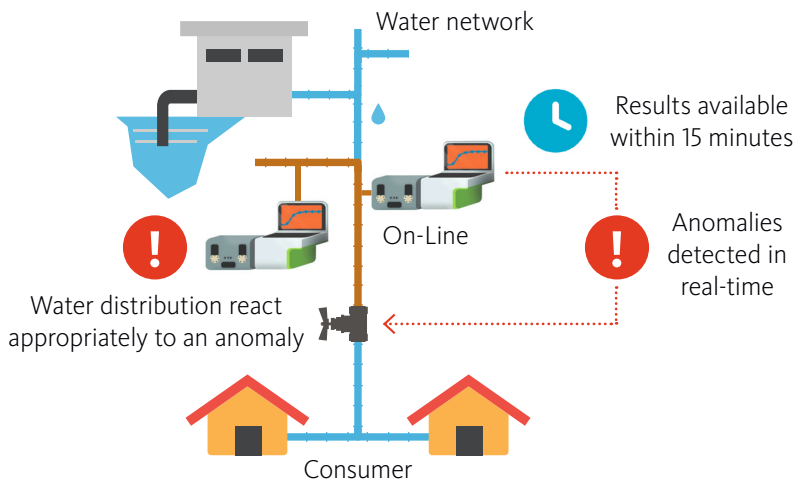 Water network
Results available
within 15 minutes
On-Line
Anomalies
detected in
real-time
Water distribution react
appropriately to an anomaly
Consumer